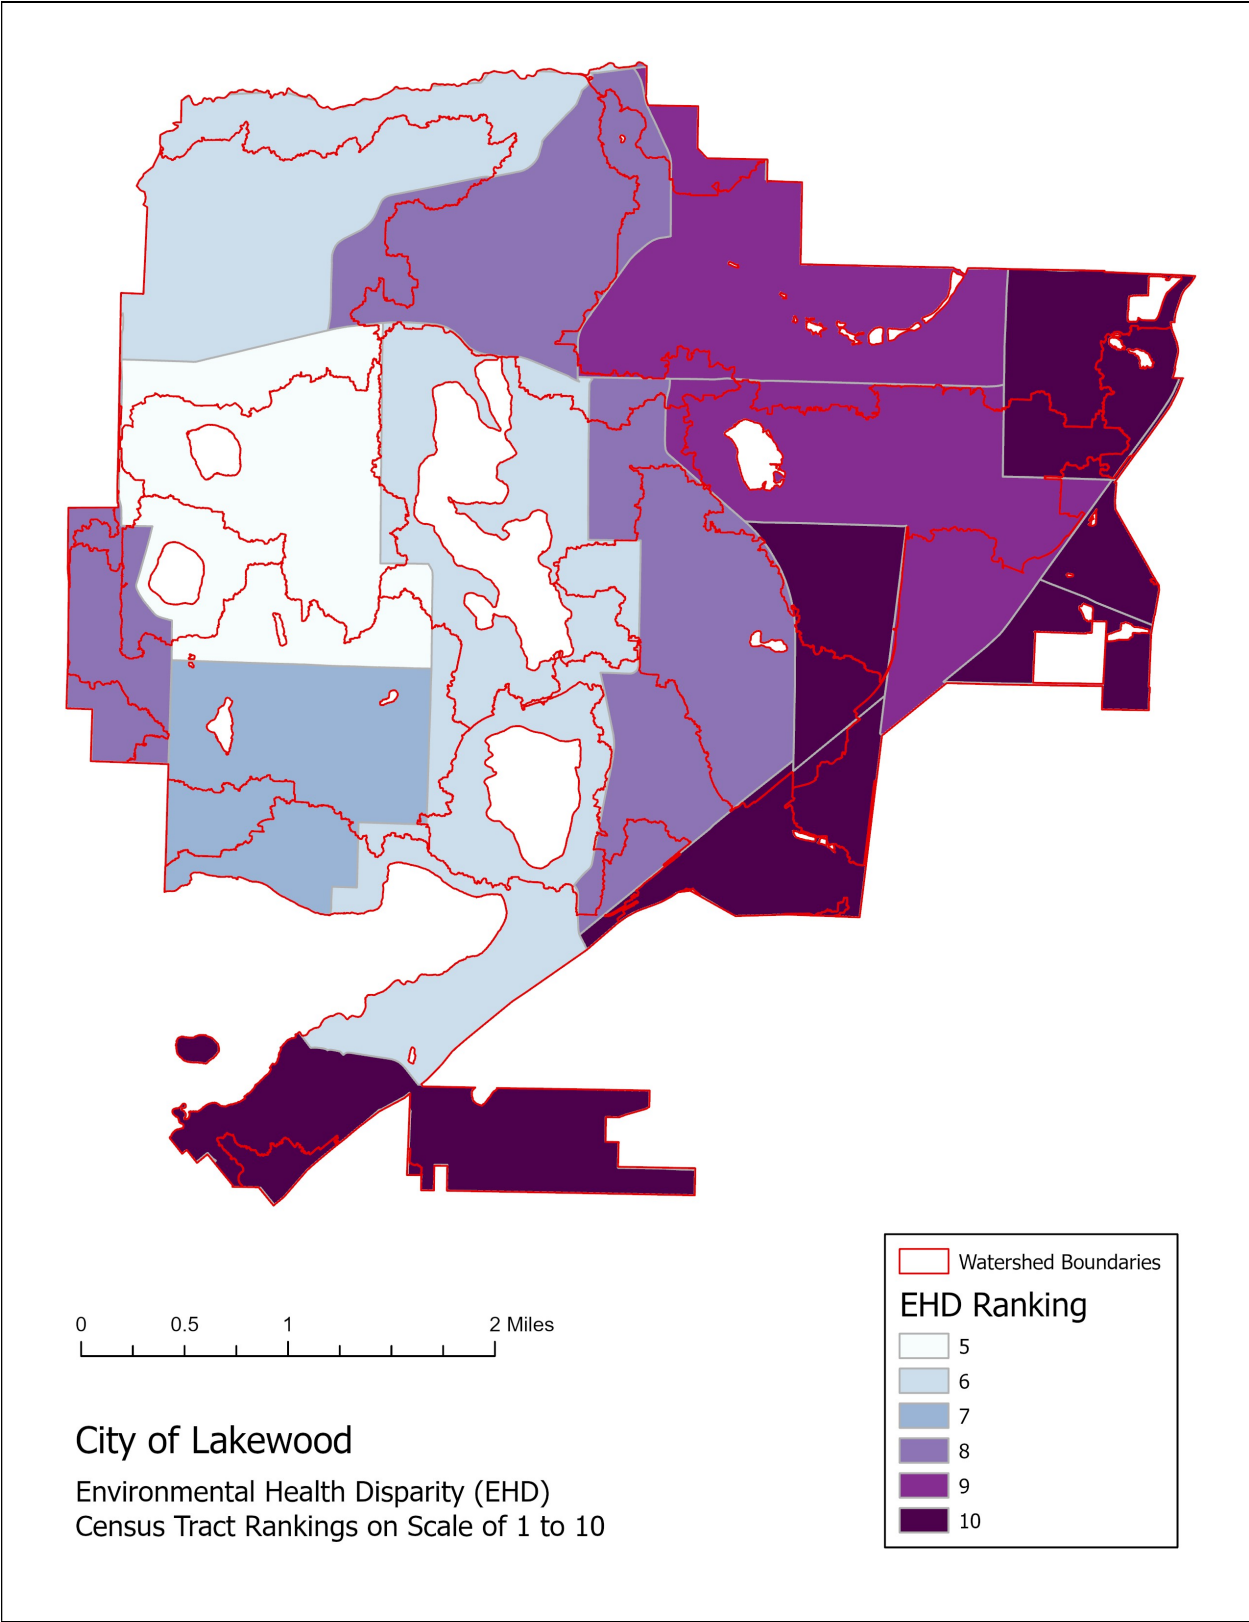 Watershed Boundaries
EHD Ranking
5
6
7
8
9
10
0 0.5 1 2 Miles
City of Lakewood
Environmental Health Disparity (EHD)
Census Tract Rankings on Scale of 1 to 10